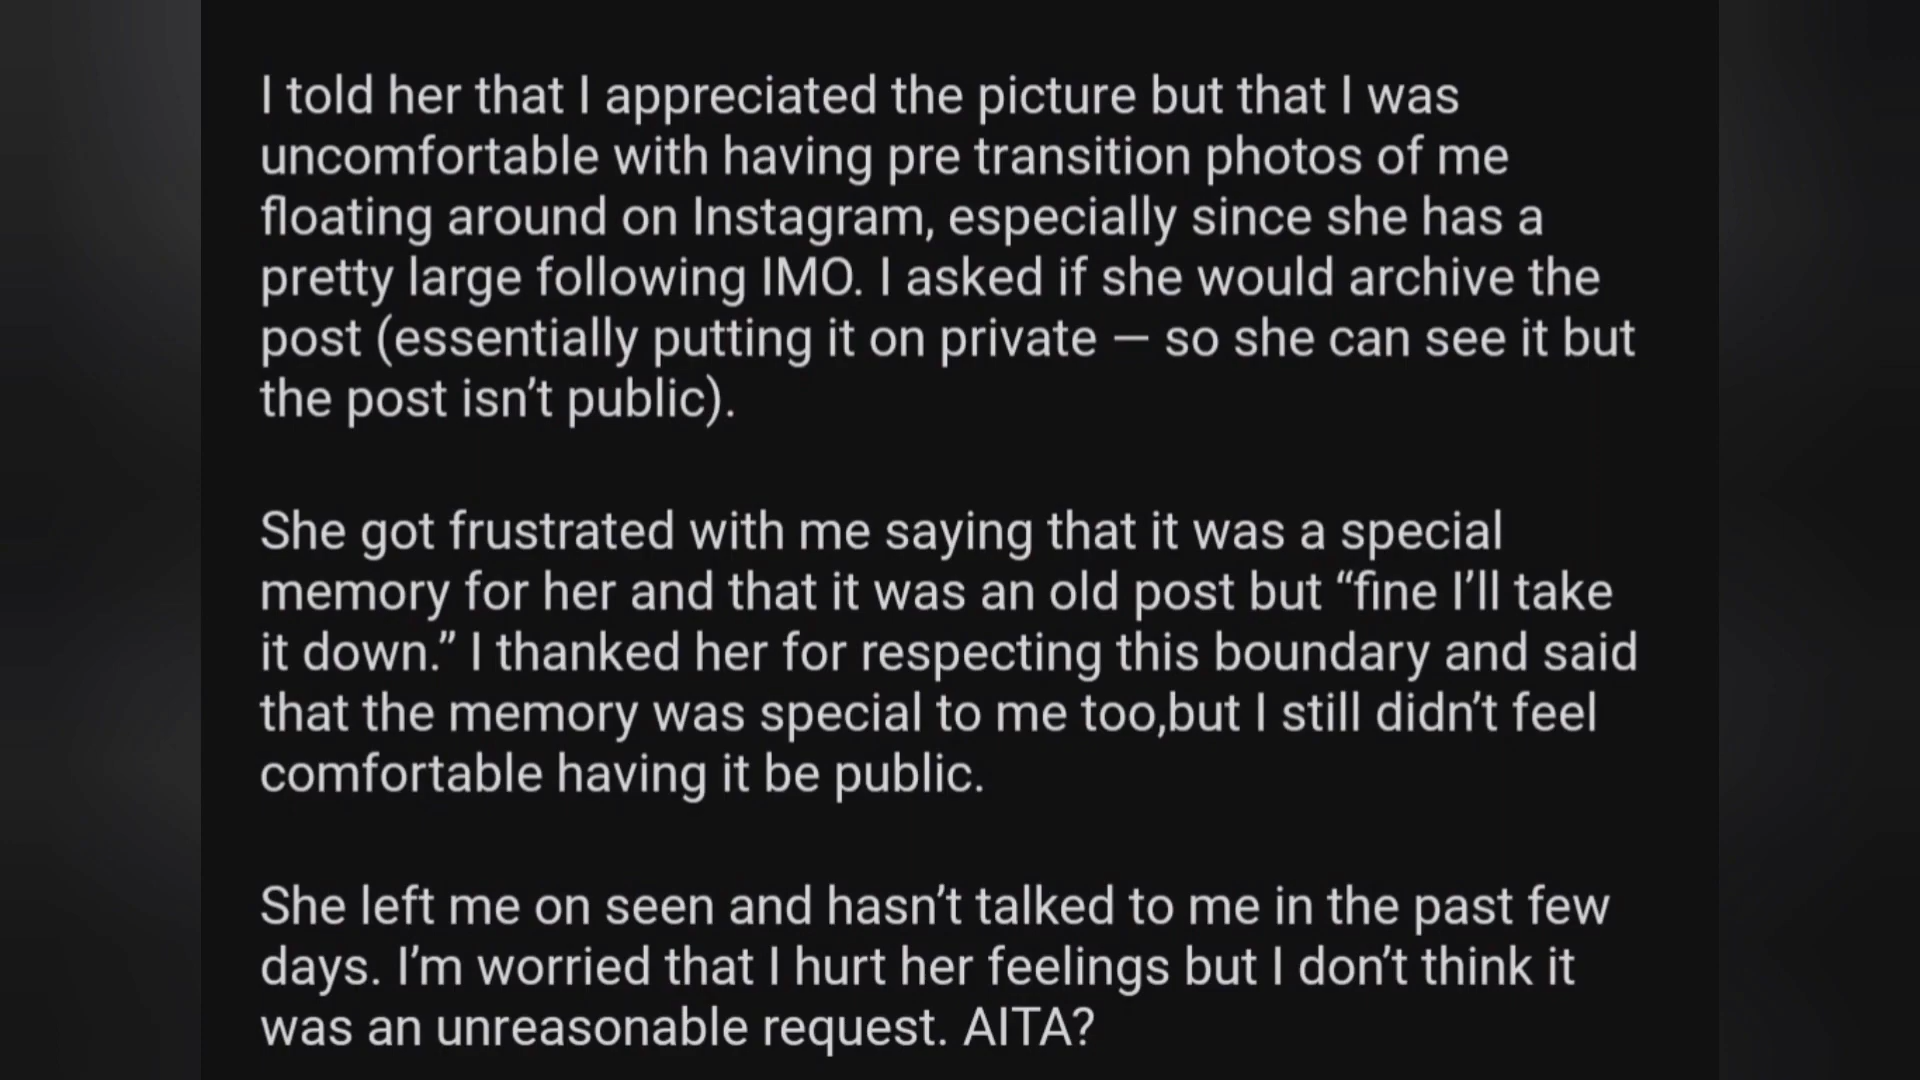 I told her that I appreciated the picture but that I was
uncomfortable with having pre transition photos of me
floating around on Instagram, especially since she has a
pretty large following IMO. I asked if she would archive the
post (essentially putting it on private — so she can see it but
the post isn’t public).
She got frustrated with me saying that it was a special
memory for her and that it was an old post but “fine I’ll take
it down.” I thanked her for respecting this boundary and said
that the memory was special to me too,but I still didn’t feel
comfortable having it be public.
She left me on seen and hasn’t talked to me in the past few
days. I’m worried that I hurt her feelings but I don’t think it
was an unreasonable request. AITA?